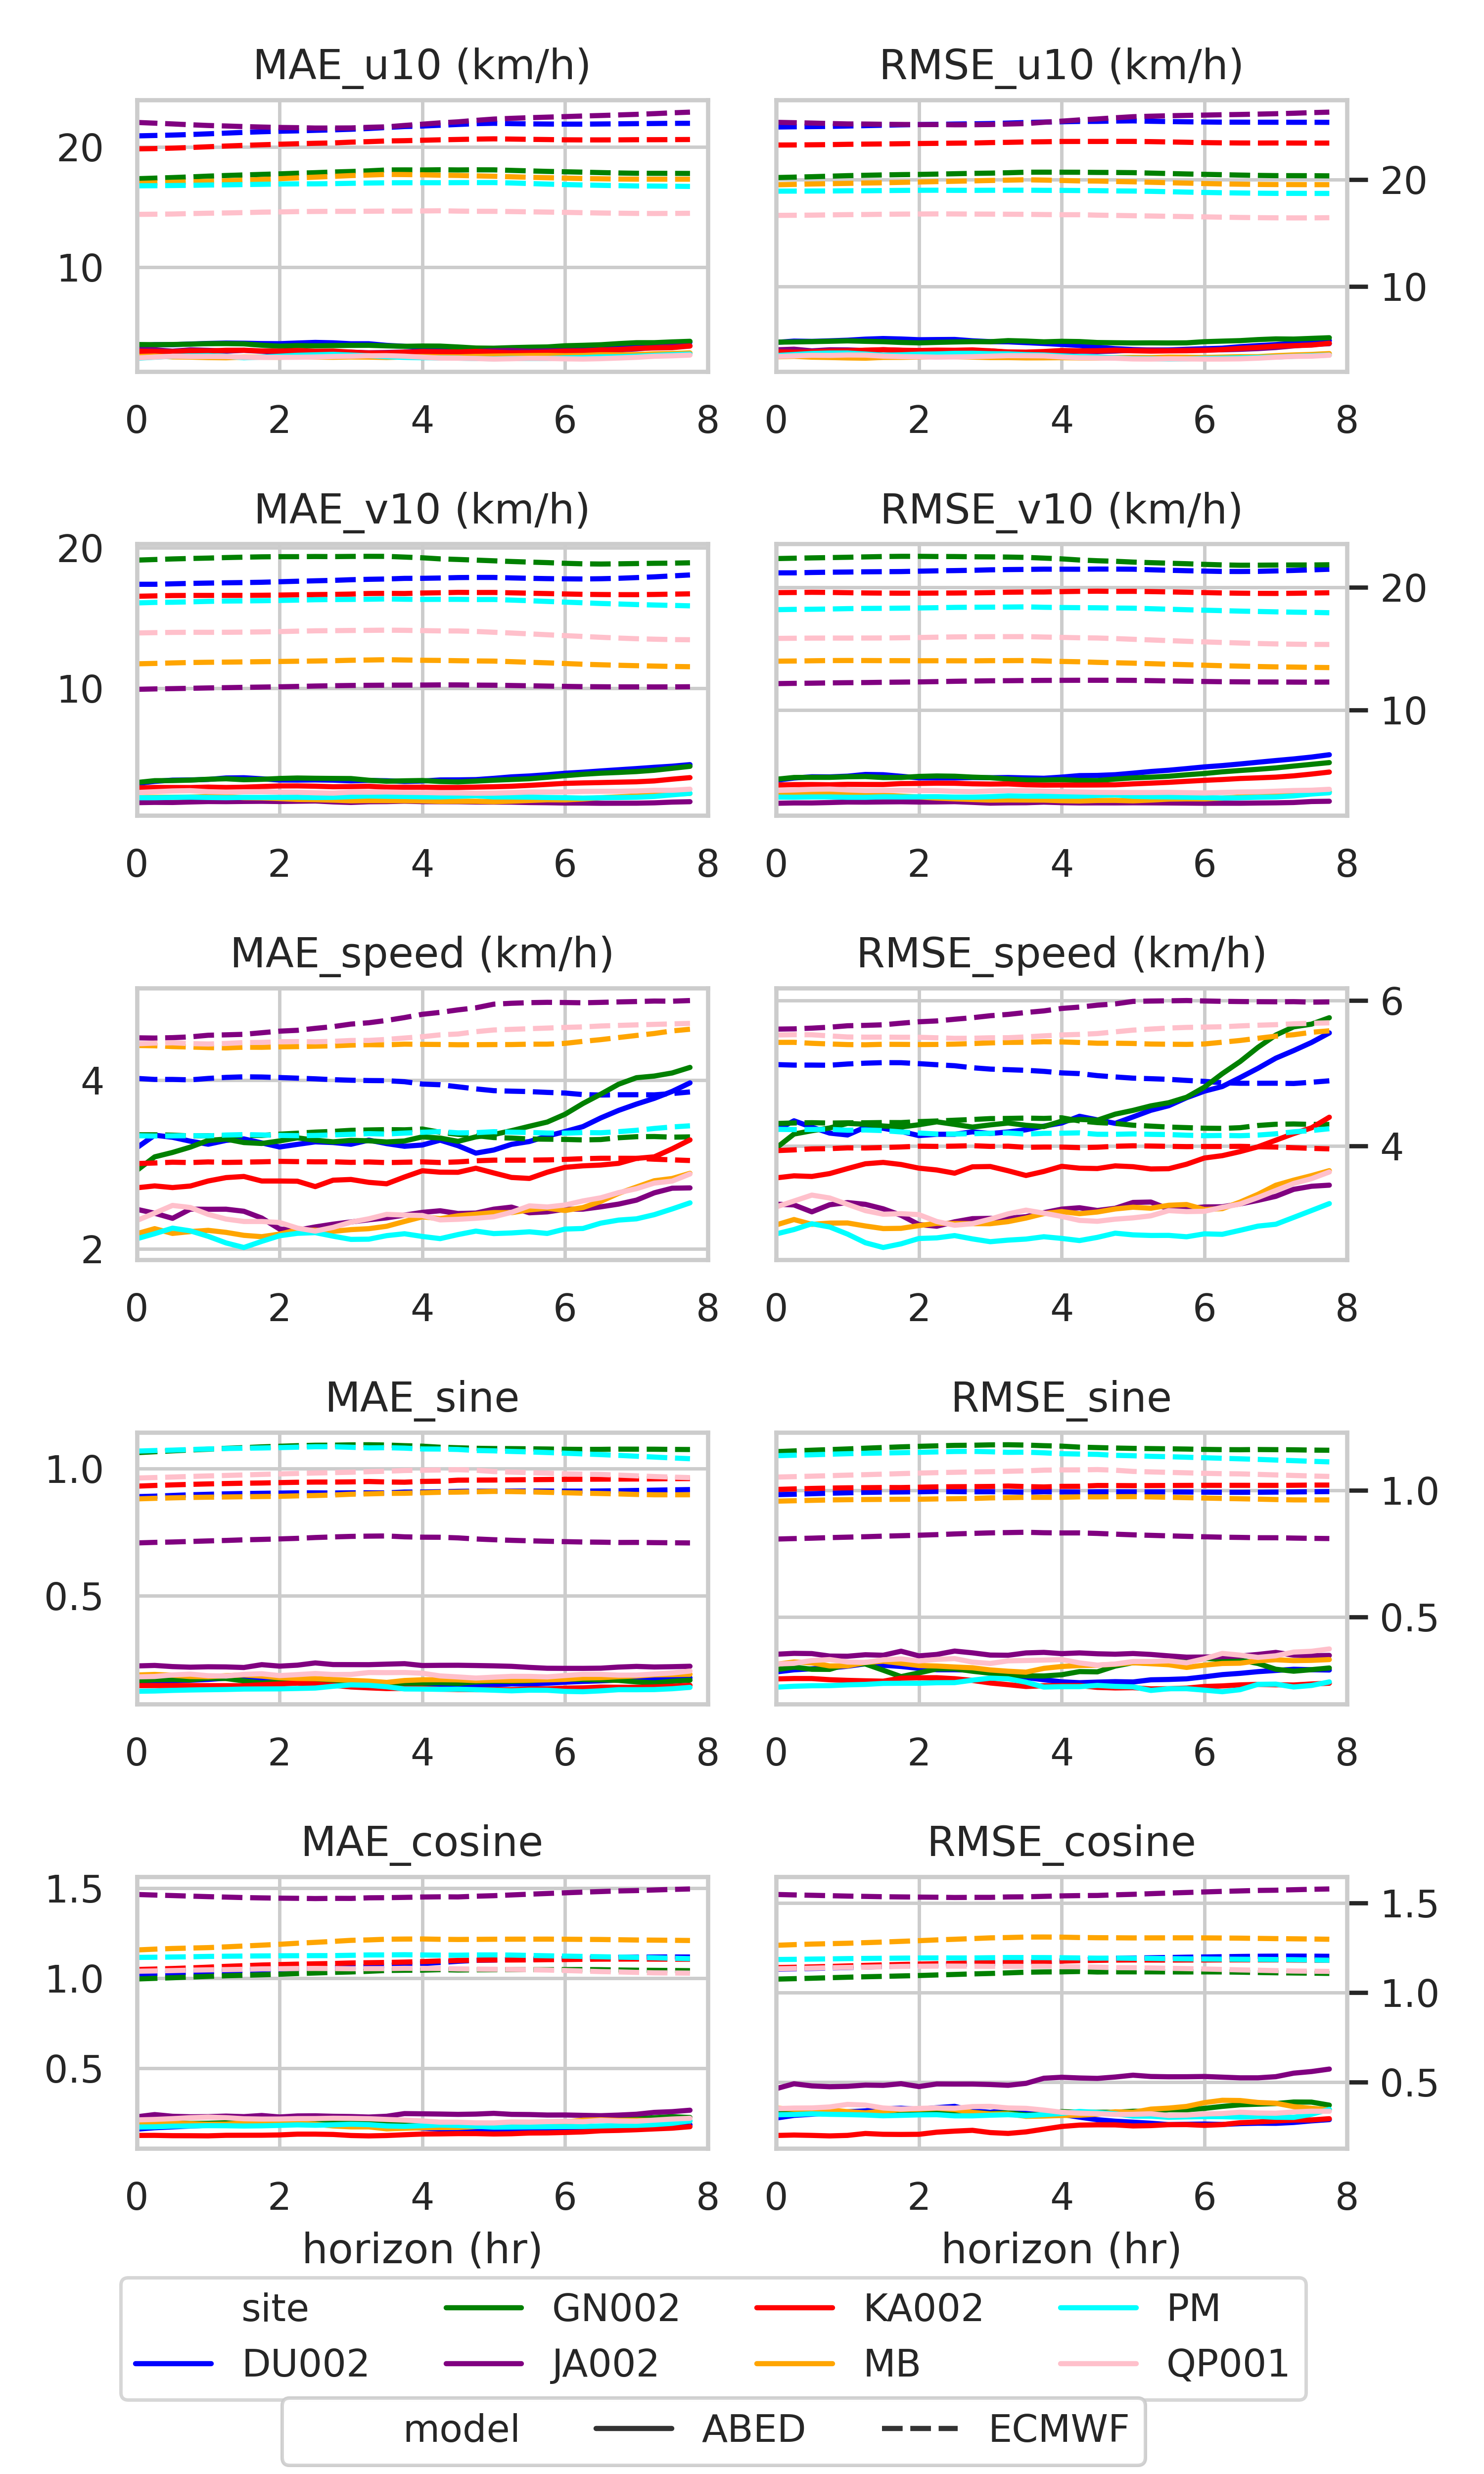 MAE_u10 (km/h) RMSE_u10 (km/h)
20 20
10 10
0 2 4 6 8 0 2 4 6 8
MAE_v10 (km/h) RMSE_v10 (km/h)
20 20
10 10
0 2 4 6 8 0 2 4 6 8
MAE_speed (km/h) RMSE_speed (km/h)
6
4 4
2
0 2 4 6 8 0 2 4 6 8
MAE_sine RMSE_sine
1.0 1.0
0.5 0.5
0 2 4 6 8 0 2 4 6 8
MAE_cosine RMSE_cosine
1.5 1.5
1.0 1.0
0.5 0.5
0 2 4 6 8 0 2 4 6 8
horizon (hr) horizon (hr)
site GN002 KA002 PM
DU002 JA002 MB QP001
model ABED ECMWF